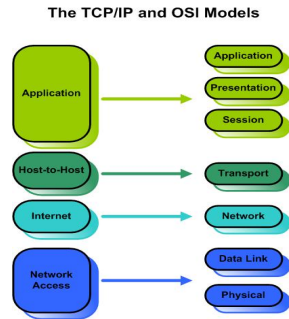 The TCP/IP and OSI Models
Application
Application
Presentation
Session
Host-to-Host
Transport
Internet
Network
Network
Access
Data Link
Physical